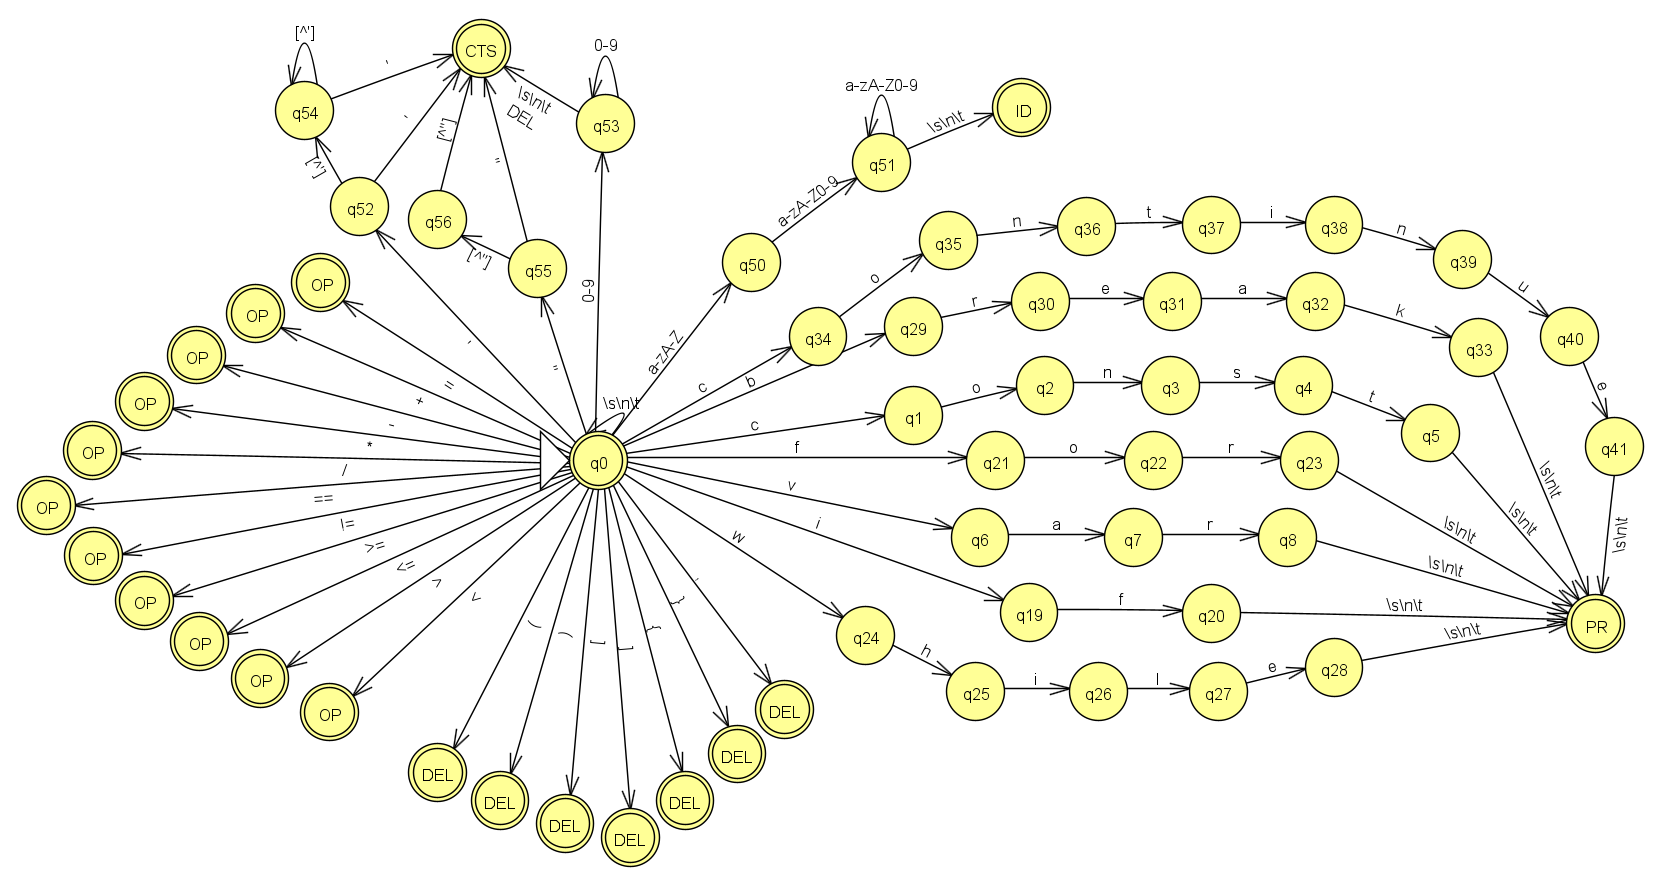 [^']
CTS
0-9
'
q54
\s\n\t
DEL
q53
'
[^']
q52
q56
"
[^"]
q55
0-9
a-zA-Z0-9
q51
\s\n\t
ID
a-zA-Z0-9
q50
a-zA-Z
OP
OP
OP
OP
OP
OP
OP
OP
OP
OP
OP
'
=
+
-
*
/
==
!=
>=
<=
>
<
"
\s\n\t
q0
c
q34
o
q35
n
q36
t
q37
i
q38
n
q39
u
q40
e
q41
\s\n\t
b
q29
r
q30
e
q31
a
q32
k
q33
\s\n\t
c
q1
o
q2
n
q3
s
q4
t
q5
\s\n\t
f
q21
o
q22
r
q23
\s\n\t
v
q6
a
q7
r
q8
\s\n\t
i
q19
f
q20
\s\n\t
PR
w
q24
h
q25
i
q26
l
q27
e
q28
\s\n\t
)
(
]
[
{
}
DEL
DEL
DEL
DEL
DEL
DEL
DEL